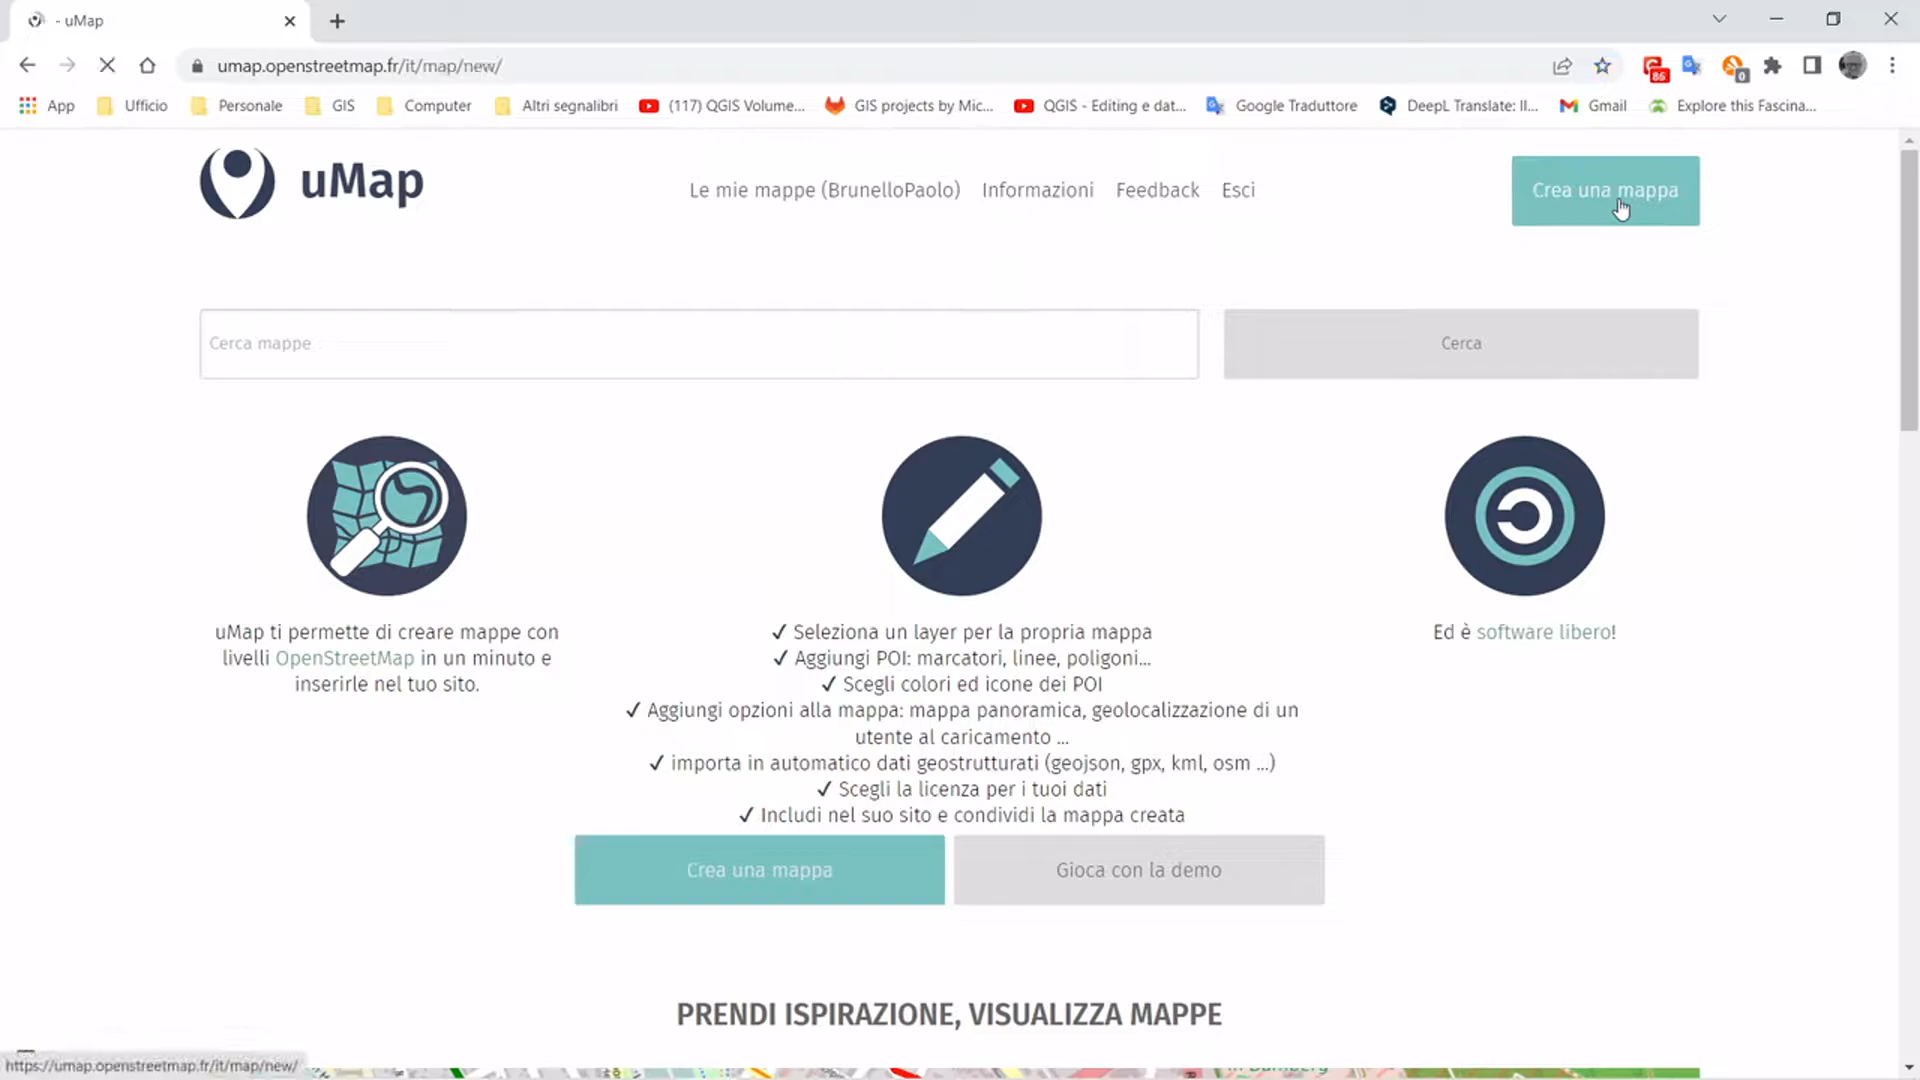 - uMap
umap.openstreetmap.fr/it/map/new/
86
0
App
Ufficio
Personale
GIS
Computer
Altri segnalibri
(117) QGIS Volume...
GIS projects by Mic...
QGIS - Editing e dat...
Google Traduttore
DeepL Translate: Il...
Gmail
Explore this Fascina...
uMap
Le mie mappe (BrunelloPaolo)
Informazioni
Feedback
Esci
Crea una mappa
Cerca mappe
Cerca
uMap ti permette di creare mappe con
livelli OpenStreetMap in un minuto e
inserirle nel tuo sito.
✓ Seleziona un layer per la propria mappa
✓ Aggiungi POI: marcatori, linee, poligoni...
✓ Scegli colori ed icone dei POI
✓ Aggiungi opzioni alla mappa: mappa panoramica, geolocalizzazione di un
utente al caricamento ...
✓ importa in automatico dati geostrutturati (geojson, gpx, kml, osm ...)
✓ Scegli la licenza per i tuoi dati
✓ Includi nel suo sito e condividi la mappa creata
Ed è software libero!
Crea una mappa
Gioca con la demo
PRENDI ISPIRAZIONE, VISUALIZZA MAPPE
https://umap.openstreetmap.fr/it/map/new/
in Bamberg